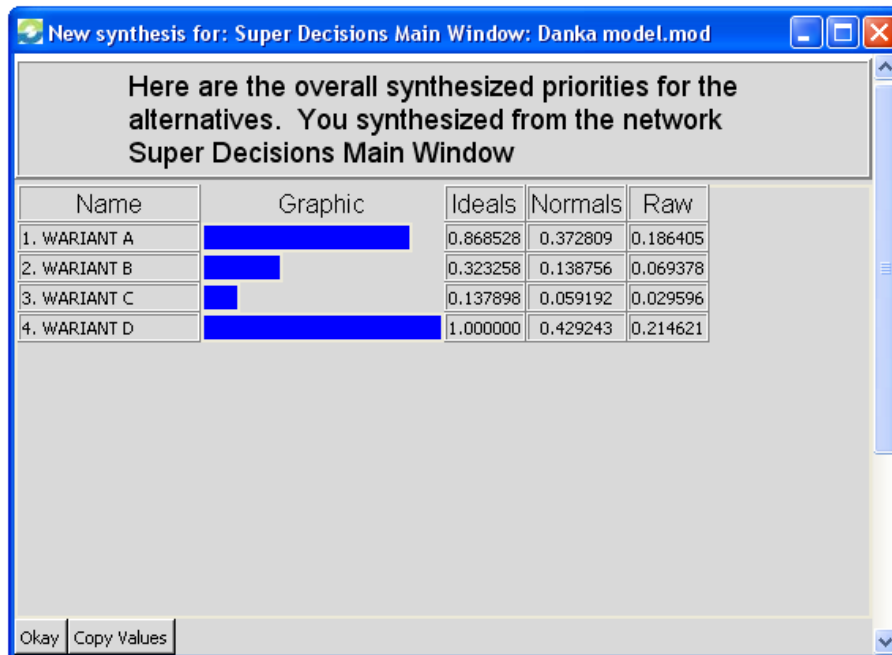 New synthesis for: Super Decisions Main Window: Danka model.mod
Here are the overall synthesized priorities for the
alternatives. You synthesized from the network
Super Decisions Main Window
Name Graphic Ideals Normals Raw
1. WARIANT A 0.868528 0.372809 0.186405
2. WARIANT B 0.323258 0.138756 0.069378
3. WARIANT C 0.137898 0.059192 0.029596
4. WARIANT D 1.000000 0.429243 0.214621
Okay Copy Values